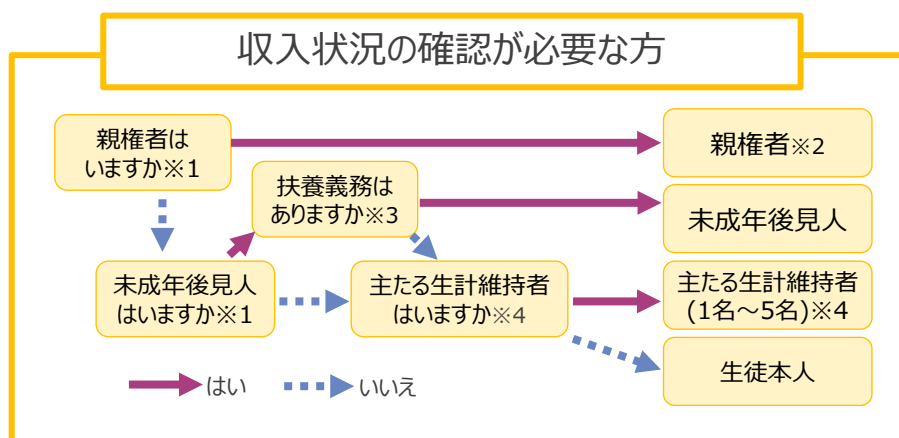 収入状況の確認が必要な方
親権者は
いますか※1
親権者※2
扶養義務は
ありますか※3
未成年後見人
未成年後見人
はいますか※1
主たる生計維持者
はいますか※4
主たる生計維持者
(1名～5名)※4
生徒本人
はい
いいえ